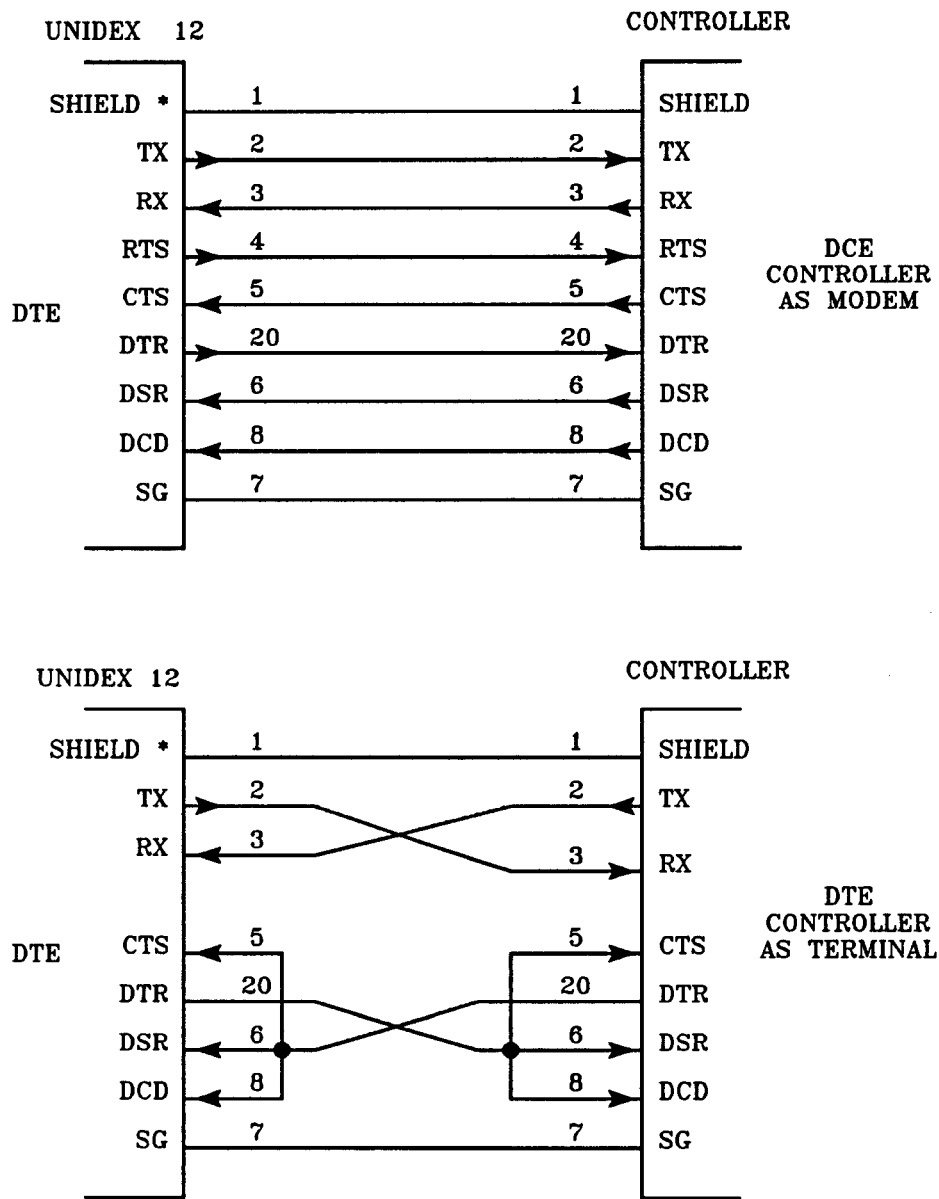 UNIDEX 12 CONTROLLER
SHIELD * 1 1 SHIELD
TX 2 2 TX
RX 3 3 RX
RTS 4 4 RTS
CTS 5 5 CTS
DTR 20 20 DTR
DSR 6 6 DSR
DCD 8 8 DCD
SG 7 7 SG
DTE
DCE
CONTROLLER
AS MODEM
UNIDEX 12 CONTROLLER
SHIELD * 1 1 SHIELD
TX 2 2 TX
RX 3 3 RX
CTS 5 5 CTS
DTR 20 20 DTR
DSR 6 6 DSR
DCD 8 8 DCD
SG 7 7 SG
DTE
DTE
CONTROLLER
AS TERMINAL